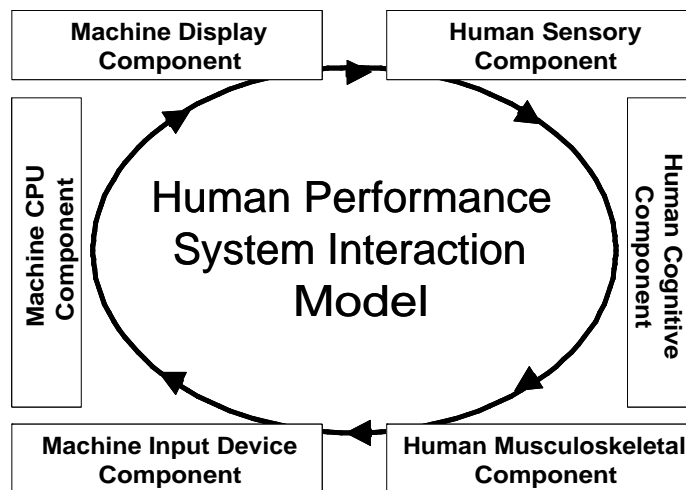 Machine Display
Component
Human Sensory
Component
Machine CPU
Component
Human Performance
System Interaction
Model
Human Cognitive
Component
Machine Input Device
Component
Human Musculoskeletal
Component